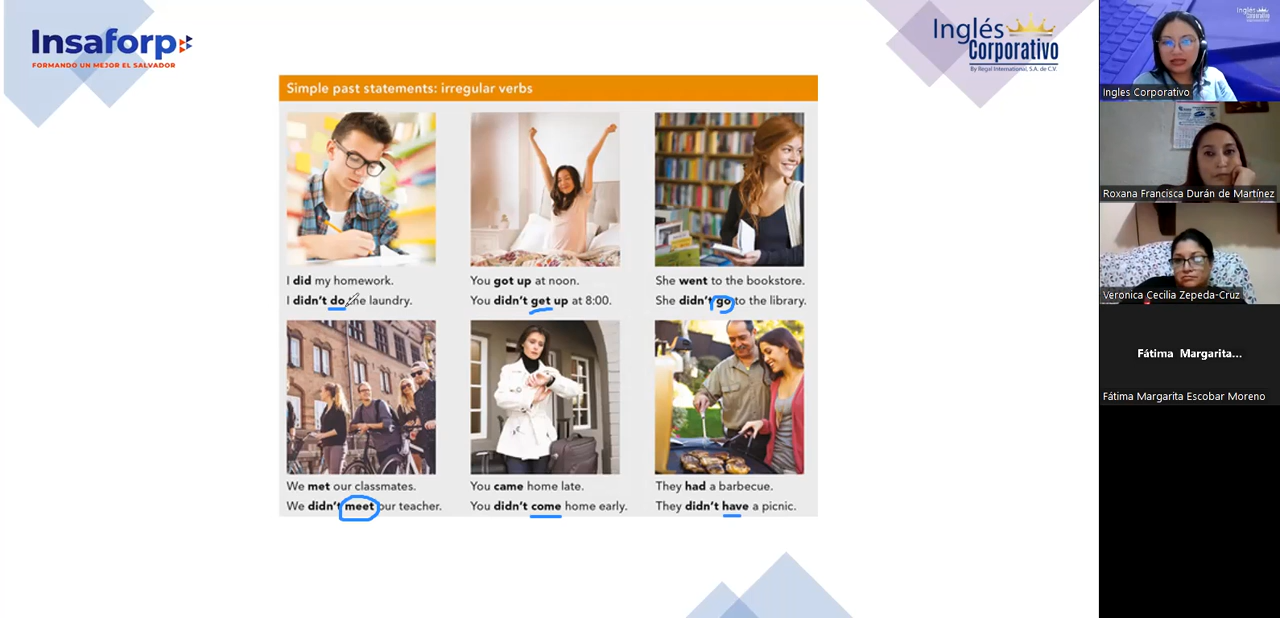 Insaforp
FORMANDO UN MEJOR EL SALVADOR
Inglés
Corporativo
By Regal International, S.A. de C.V.
Simple past statements: irregular verbs
I did my homework.
I didn't do the laundry.
You got up at noon.
You didn't get up at 8:00.
She went to the bookstore.
She didn't go to the library.
We met our classmates.
We didn't meet our teacher.
You came home late.
You didn't come home early.
They had a barbecue.
They didn't have a picnic.
Inglés
Corporativo
Ingles Corporativo
Roxana Francisca Durán de Martínez
Veronica Cecilia Zepeda-Cruz
Fátima Margarita...
Fátima Margarita Escobar Moreno